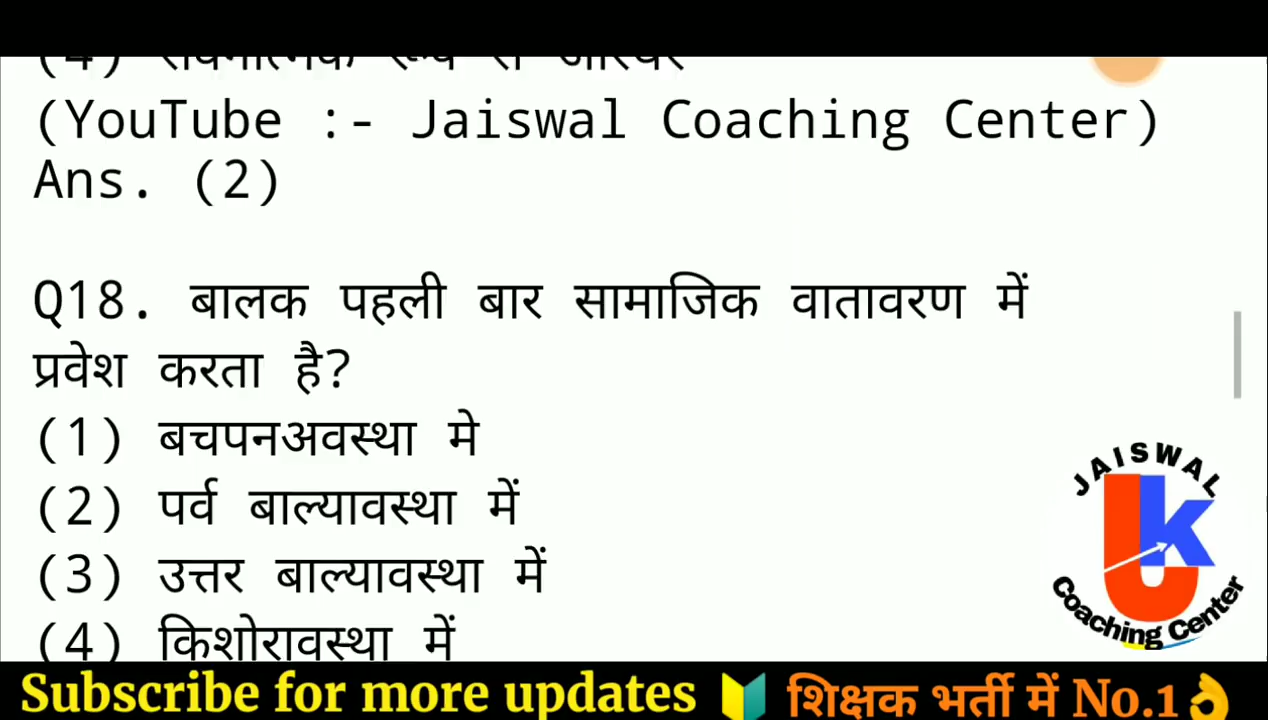 (YouTube :- Jaiswal Coaching Center)
Ans. (2)
Q18. बालक पहली बार सामाजिक वातावरण में
प्रवेश करता है?
(1) बचपनअवस्था मे
(2) पर्व बाल्यावस्था में
(3) उत्तर बाल्यावस्था में
(4) किशोरावस्था में
JAISWAL
JK
Coaching Center
Subscribe for more updates 🔰 शिक्षक भर्ती में No.1👌